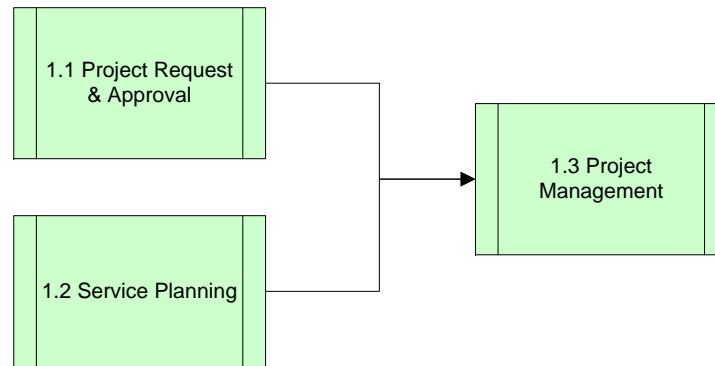 1.1 Project Request
& Approval
1.3 Project
Management
1.2 Service Planning